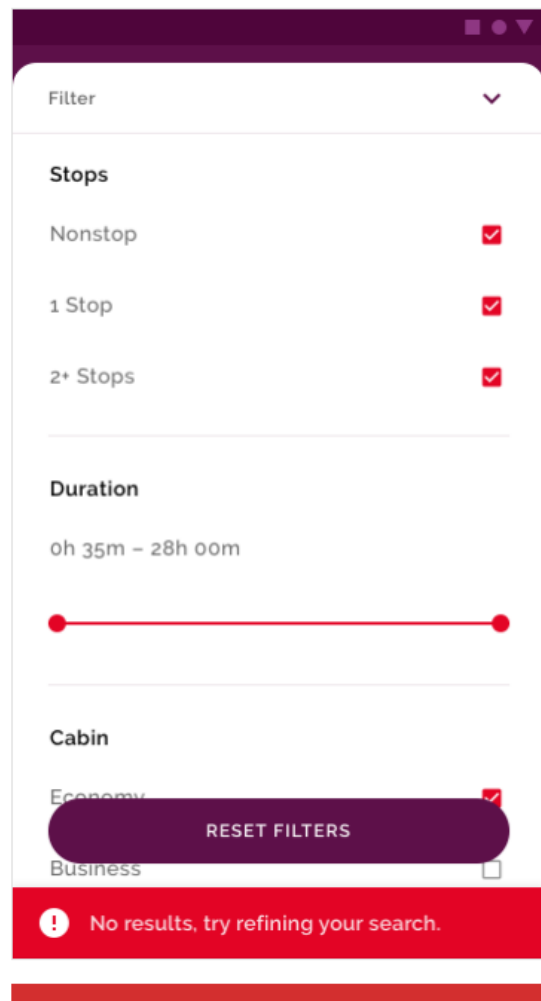 Filter
Stops
Nonstop
1 Stop
2+ Stops
Duration
0h 35m – 28h 00m
Cabin
Economy
RESET FILTERS
Business
No results, try refining your search.